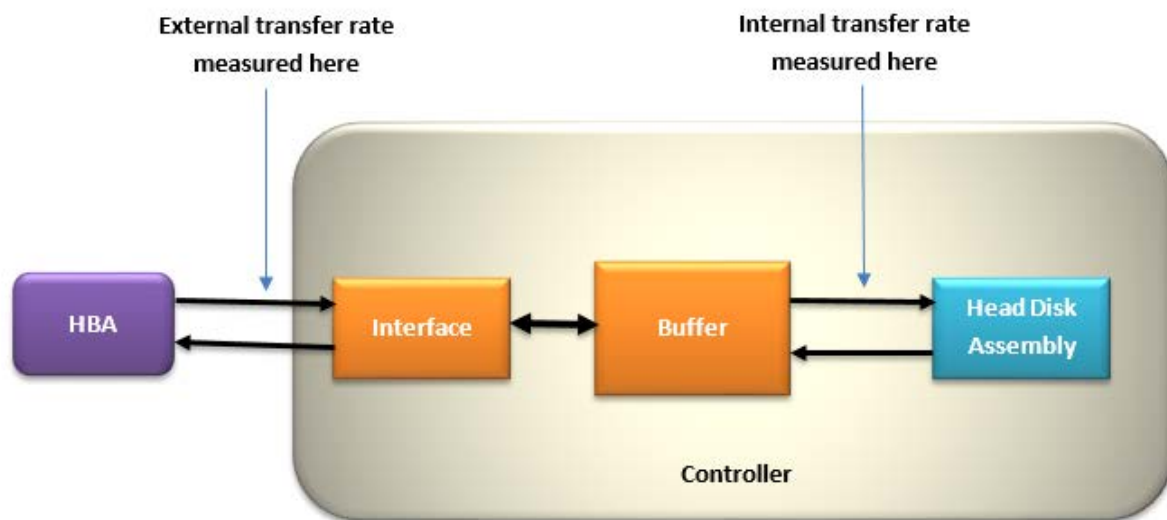 External transfer rate
measured here
Internal transfer rate
measured here
HBA
Interface
Buffer
Head Disk
Assembly
Controller